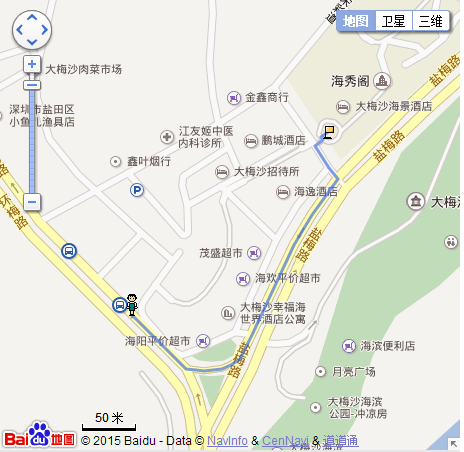 盐梅路
地图
卫星
三维
大梅沙肉菜市场
海秀阁
金鑫商行
大梅沙海景酒店
深圳市盐田区
小鱼儿渔具店
江友姬中医
内科诊所
鹏城酒店
盐梅路
鑫叶烟行
大梅沙招待所
海逸酒店
大梅沙
环梅路
盐梅路
茂盛超市
海欢平价超市
大梅沙幸福海
世界酒店公寓
海阳平价超市
盐梅路
海滨便利店
月亮广场
大梅沙海滨
公园-冲凉房
50 米
Bai du 地图
© 2015 Baidu - Data © NavInfo & CenNavi & 道道通